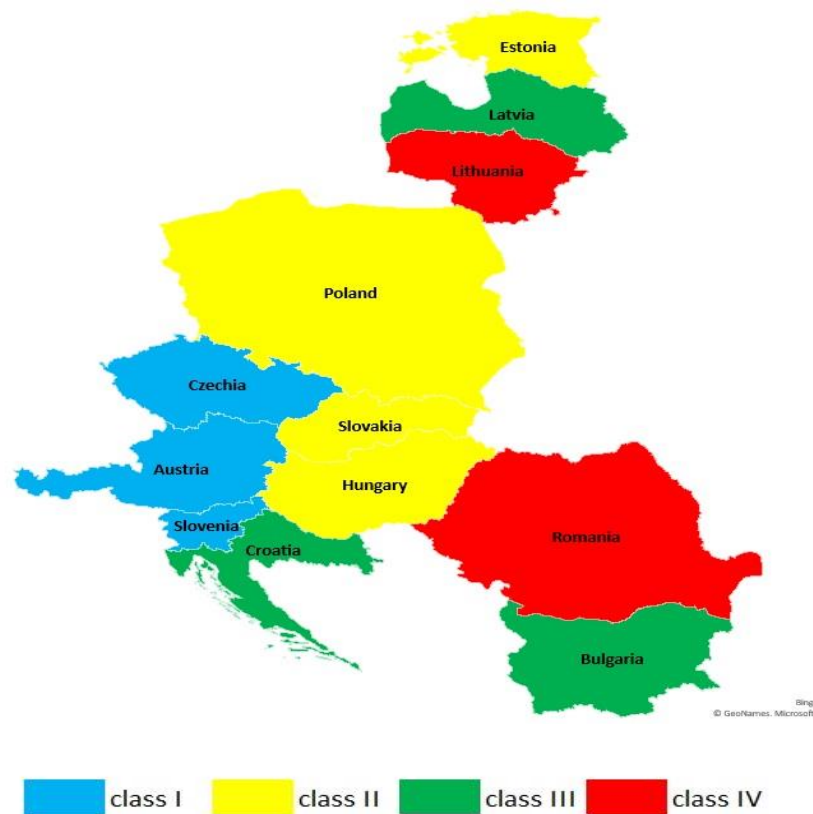 Estonia
Latvia
Lithuania
Poland
Czechia
Slovakia
Austria
Hungary
Slovenia
Croatia
Romania
Bulgaria
Bing
© GeoNames, Microsoft
class I class II class III class IV